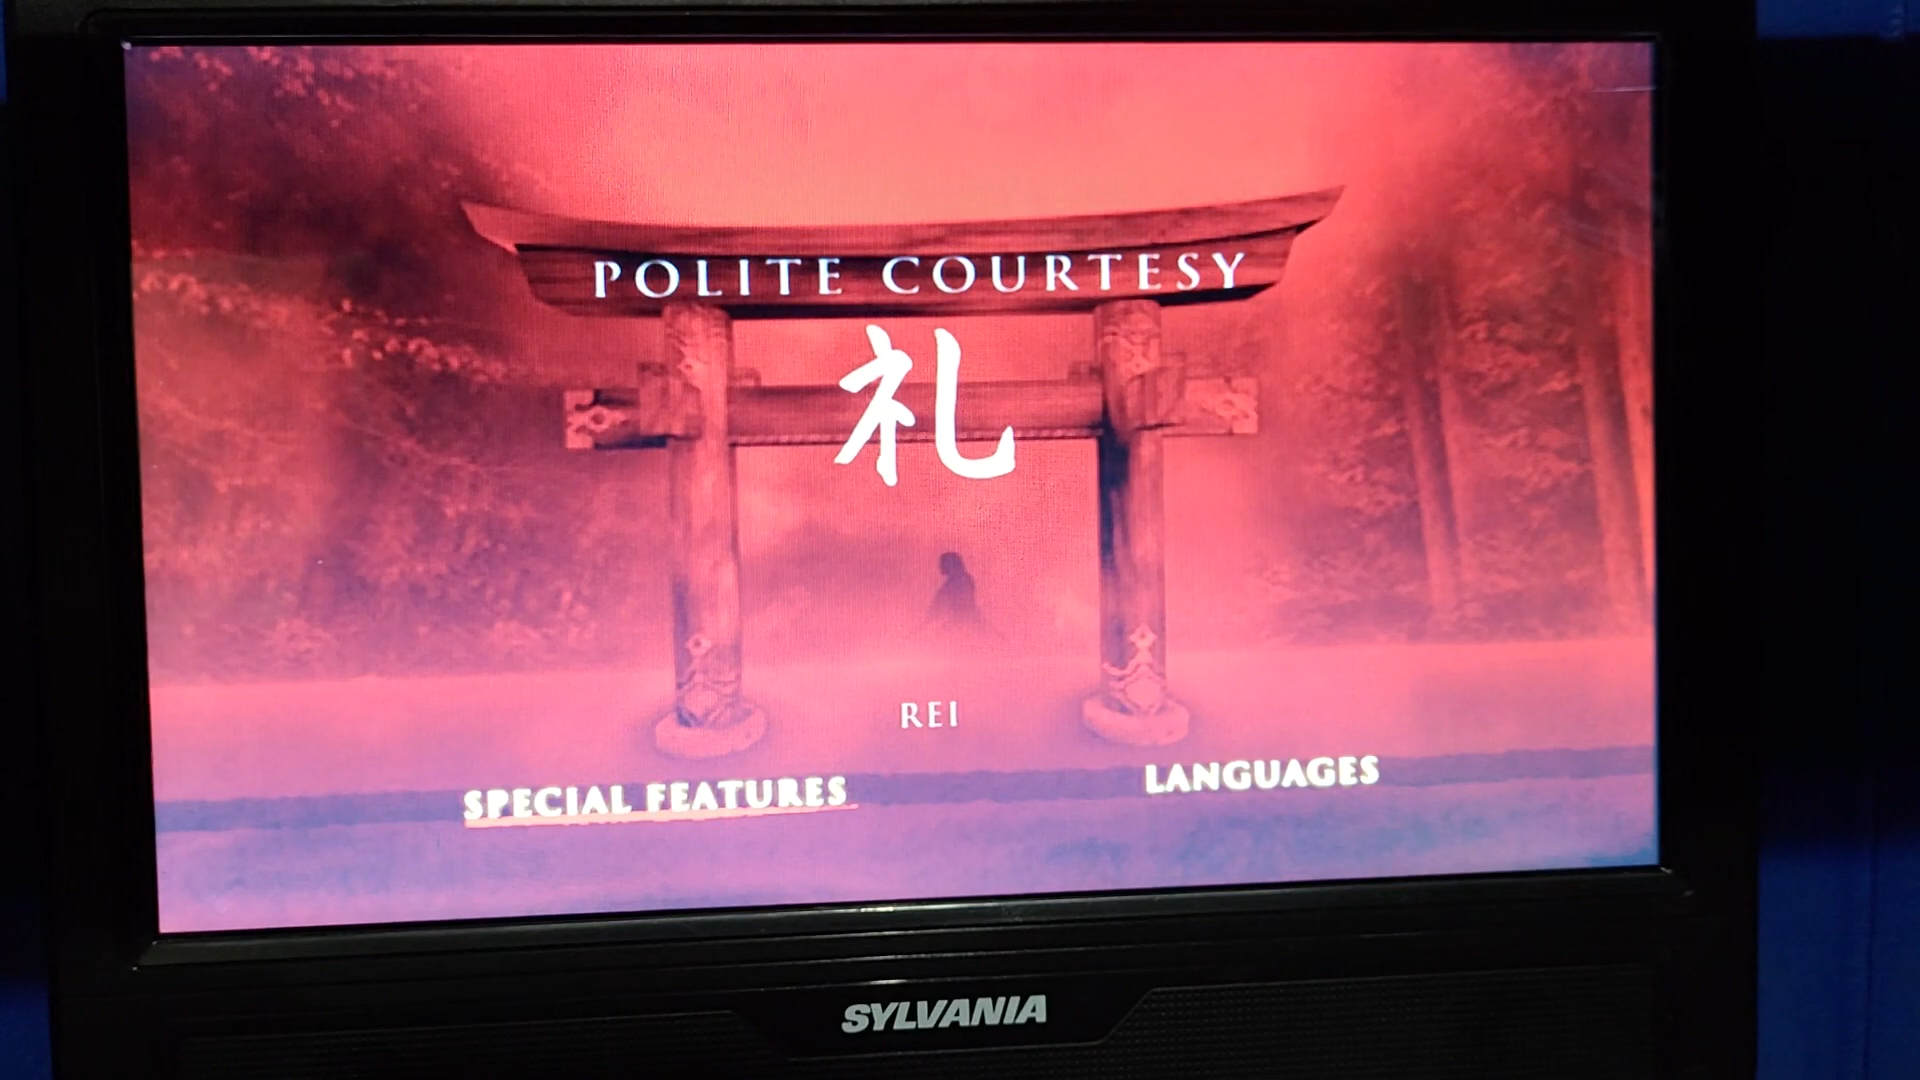 POLITE COURTESY
礼
REI
SPECIAL FEATURES
LANGUAGES
SYLVANIA